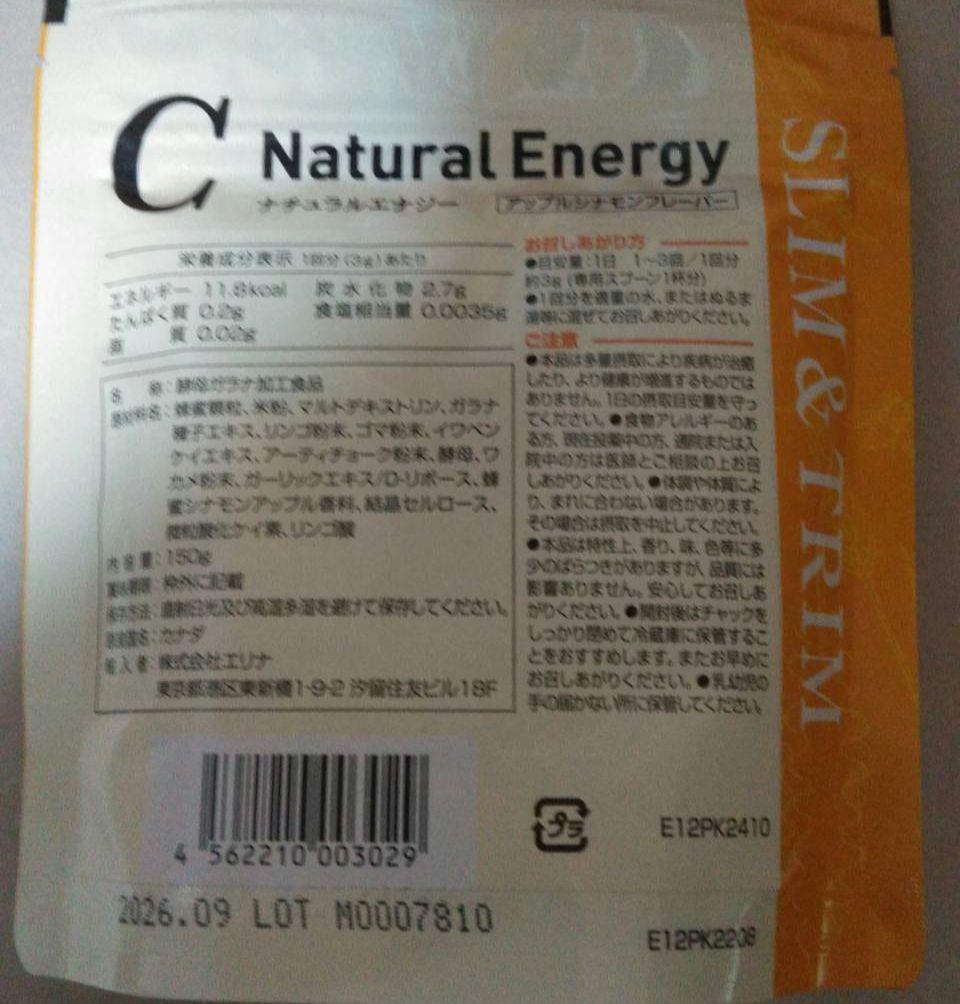 C Natural Energy
ナチュラルエナジー アップルシナモンフレーバー
SLIM & TRIM
栄養成分表示 1回分(3g)あたり
エネルギー 11.8kcal 炭水化物 2.7g
たんぱく質 0.2g 食塩相当量 0.0035g
脂質 0.02g
名 称:酵母ガラナ加工食品
原材料名:蜂蜜顆粒、米粉、マルトデキストリン、ガラナ
種子エキス、リンゴ粉末、ゴマ粉末、イワベン
ケイエキス、アーティチョーク粉末、酵母、ワ
カメ粉末、ガーリックエキス/D-リボース、蜂
蜜シナモンアップル香料、結晶セルロース、
微粒酸化ケイ素、リンゴ酸
内容量:150g
賞味期限:枠外に記載
保存方法:直射日光及び高温多湿を避けて保存してください。
原産国名:カナダ
輸入者:株式会社エリナ
東京都港区東新橋1-9-2 汐留住友ビル18F
お召しあがり方
●目安量:1日 1~3回/1回分
約3g(専用スプーン1杯分)
●1回分を適量の水、またはぬるま
湯等に混ぜてお召しあがりください。
ご注意
●本品は多量摂取により疾病が治癒
したり、より健康が増進するものでは
ありません。1日の摂取目安量を守っ
てください。●食物アレルギーのあ
る方、現在投薬中の方、通院または入
院中の方は医師とご相談の上お召
しあがりください。●体調や体質によ
り、まれに合わない場合があります。
その場合は摂取を中止してください。
●本品は特性上、香り、味、色等に多
少のばらつきがありますが、品質には
影響ありません。安心してお召しあ
がりください。●開封後はチャックを
しっかり閉めて冷蔵庫に保管するこ
とをおすすめします。またお早めに
お召しあがりください。●乳幼児の
手の届かない所に保管してください。
4 562210 003029
プラ
E12PK2410
2026.09 LOT M0007810
E12PK2208